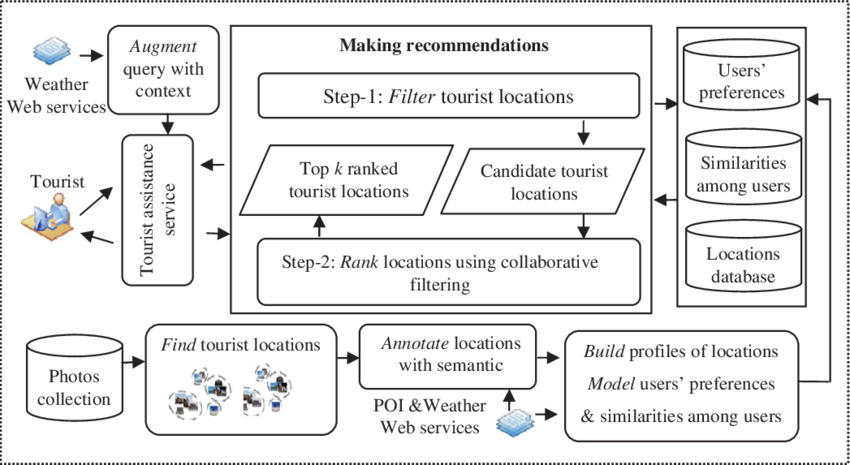 Augment
query with
context
Weather
Web services
Tourist
Tourist assistance
service
Making recommendations
Step-1: Filter tourist locations
Top k ranked
tourist locations
Candidate tourist
locations
Step-2: Rank locations using collaborative
filtering
Users'
preferences
Similarities
among users
Locations
database
Photos
collection
Find tourist locations
Annotate locations
with semantic
POI &Weather
Web services
Build profiles of locations
Model users' preferences
& similarities among users